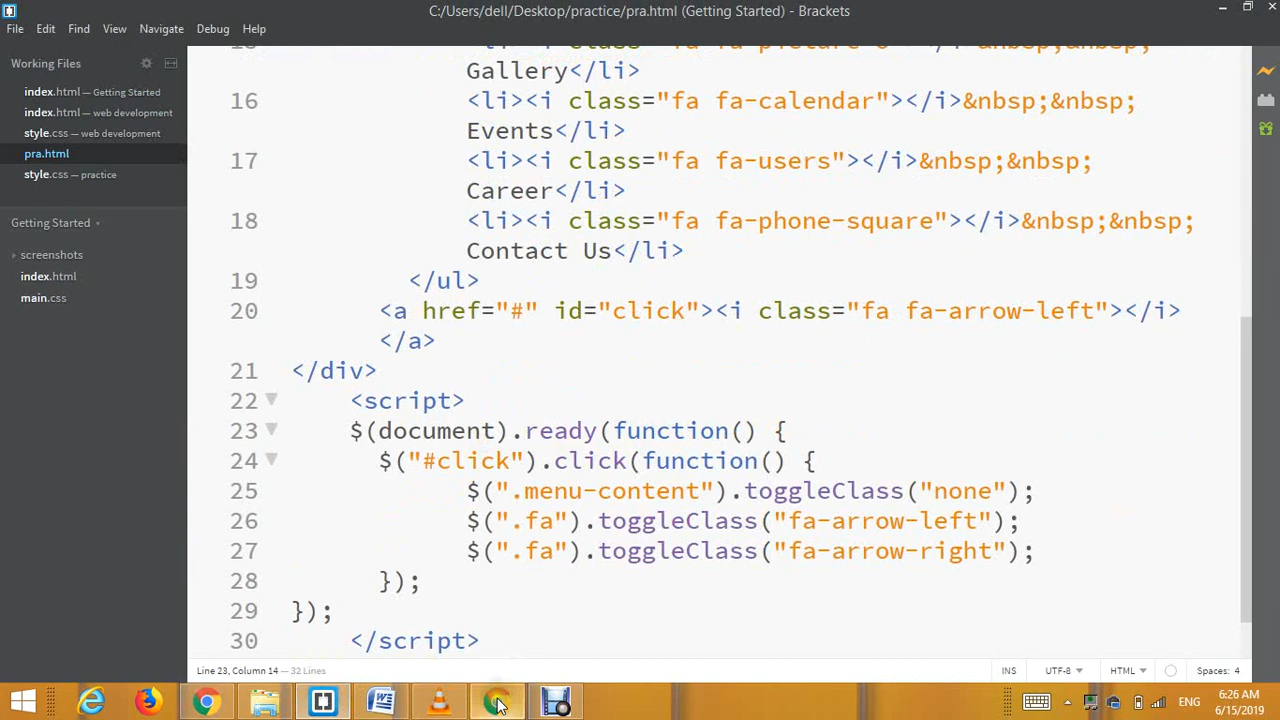 C:/Users/dell/Desktop/practice/pra.html (Getting Started) - Brackets
File Edit Find View Navigate Debug Help
Working Files
index.html — Getting Started
index.html — web development
style.css — web development
pra.html
style.css — practice
Getting Started
screenshots
index.html
main.css
Gallery</li>
16 <li><i class="fa fa-calendar"></i>&nbsp;&nbsp;
Events</li>
17 <li><i class="fa fa-users"></i>&nbsp;&nbsp;
Career</li>
18 <li><i class="fa fa-phone-square"></i>&nbsp;&nbsp;
Contact Us</li>
19 </ul>
20 <a href="#" id="click"><i class="fa fa-arrow-left"></i>
</a>
21 </div>
22 <script>
23 $(document).ready(function() {
24 $("#click").click(function() {
25 $(".menu-content").toggleClass("none");
26 $(".fa").toggleClass("fa-arrow-left");
27 $(".fa").toggleClass("fa-arrow-right");
28 });
29 });
30 </script>
Line 23, Column 14 — 32 Lines
INS UTF-8 HTML Spaces: 4
ENG
6:26 AM
6/15/2019